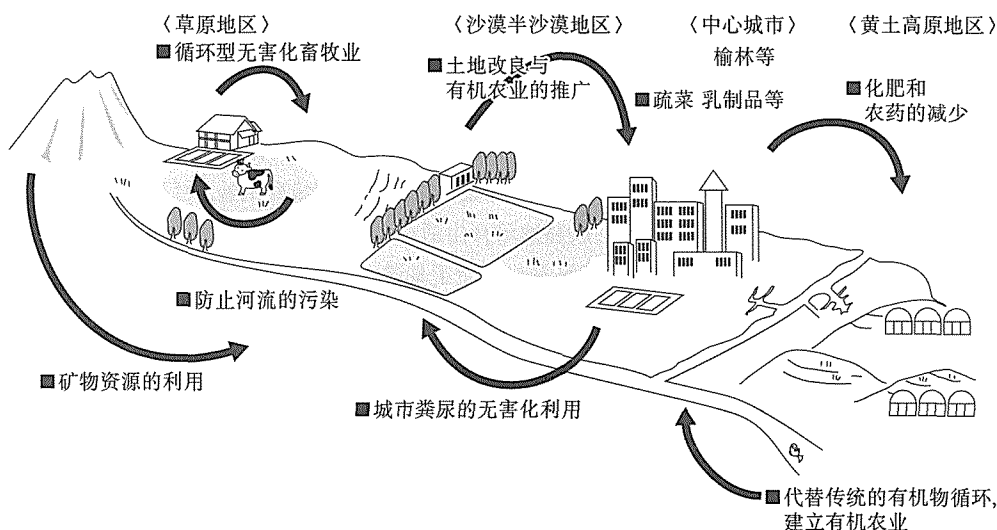 〈草原地区〉
■循环型无害化畜牧业
〈沙漠半沙漠地区〉
■土地改良与
有机农业的推广
〈中心城市〉
榆林等
■疏菜 乳制品等
〈黄土高原地区〉
■化肥和
农药的减少
■防止河流的污染
■矿物资源的利用
■城市粪尿的无害化利用
■代替传统的有机物循环,
建立有机农业